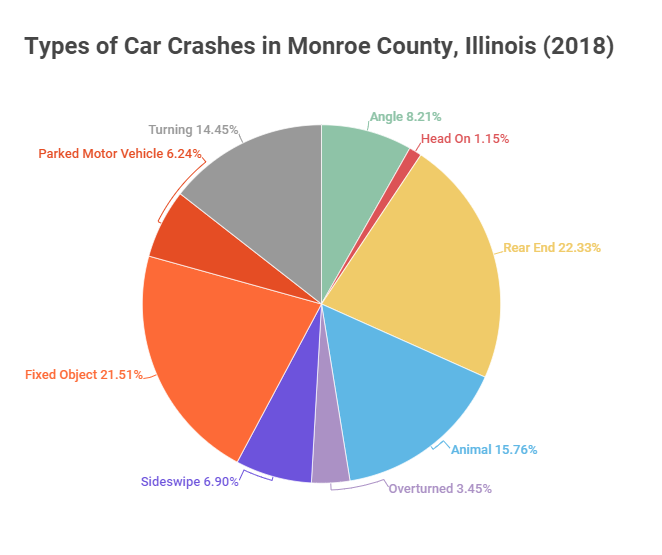 Types of Car Crashes in Monroe County, Illinois (2018)
Angle 8.21%
Turning 14.45%
Head On 1.15%
Parked Motor Vehicle 6.24%
Rear End 22.33%
Fixed Object 21.51%
Animal 15.76%
Sideswipe 6.90%
Overturned 3.45%